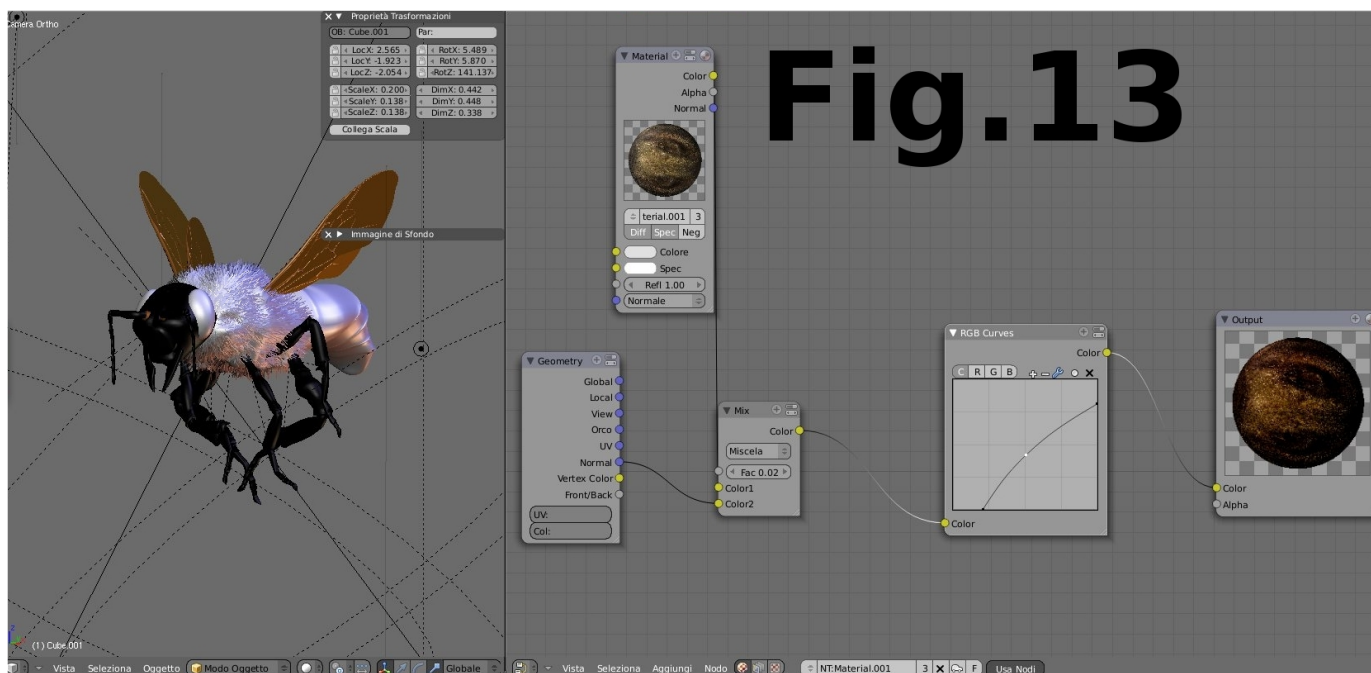 Camera Ortho
Proprietà Trasformazioni
OB: Cube.001
Par:
LocX: 2.565
RotX: 5.489
LocY: -1.923
RotY: 5.870
LocZ: -2.054
RotZ: 141.137
ScaleX: 0.200
DimX: 0.442
ScaleY: 0.138
DimY: 0.448
ScaleZ: 0.138
DimZ: 0.338
Collega Scala
Immagine di Sfondo
(1) Cube.001
Vista Seleziona Oggetto Modo Oggetto Globale
Fig.13
Material
Color
Alpha
Normal
terial.001 3
Diff Spec Neg
Colore
Spec
Refl 1.00
Normale
Geometry
Global
Local
View
Orco
UV
Normal
Vertex Color
Front/Back
UV:
Col:
Mix
Color
Miscela
Fac 0.02
Color1
Color2
RGB Curves
Color
C R G B
Color
Output
Color
Alpha
Vista Seleziona Aggiungi Nodo NT:Material.001 3 F Usa Nodi